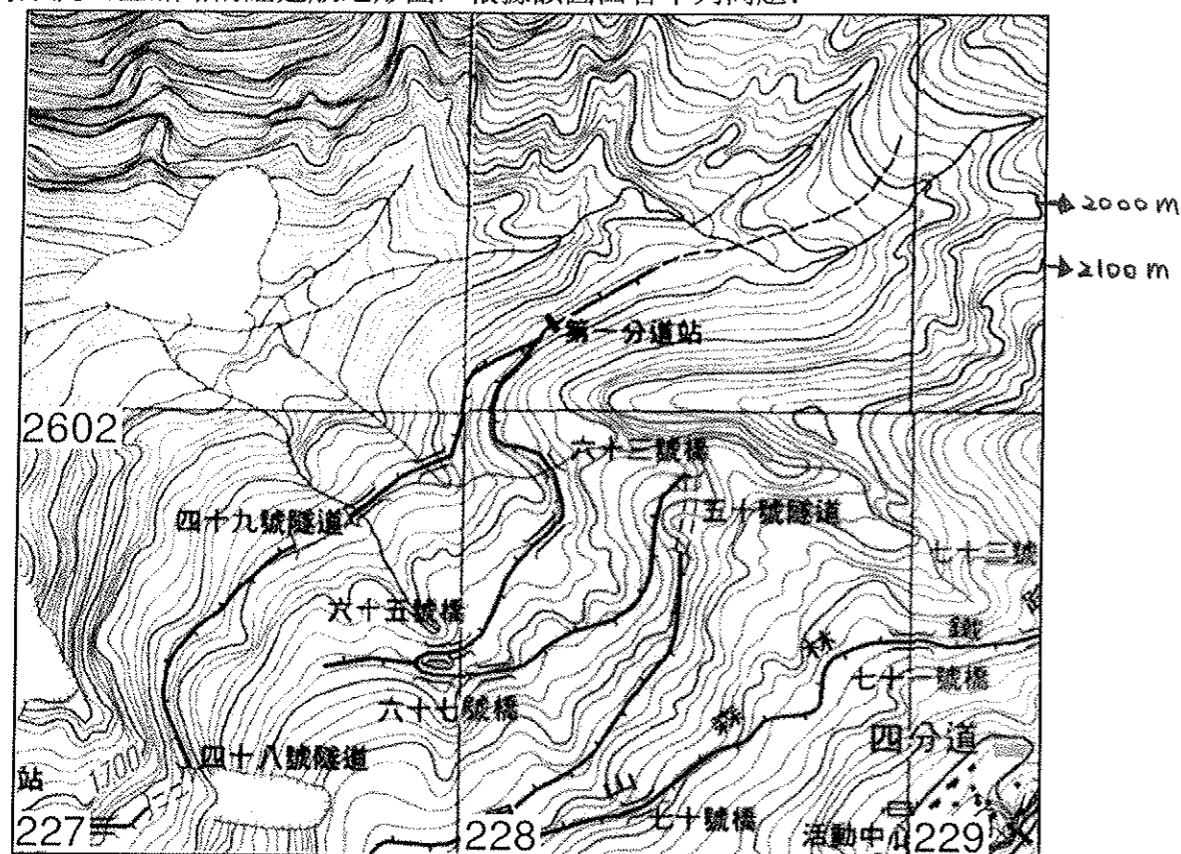 2000 m
2100 m
第一分道站
2602
六十三號橋
四十九號隧道
五十號隧道
七十三號
六十五號橋
林
鐵
七十一號橋
六十七號橋
森
四分道
四十八號隧道
站
1700
山
七十號橋
活動中心
227
228
229